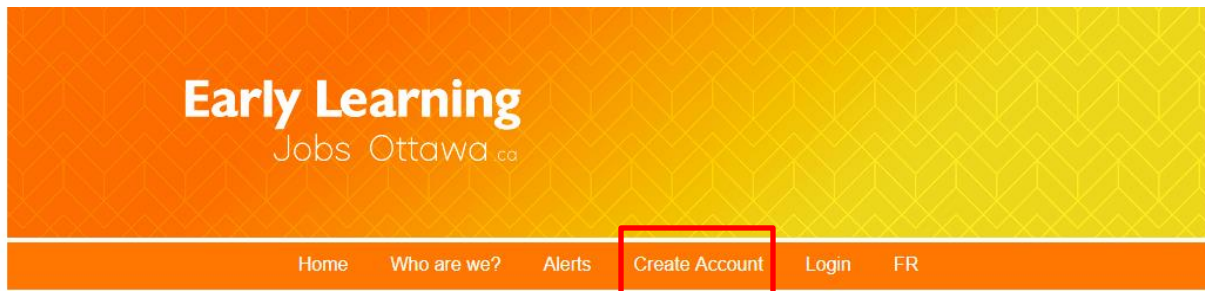 Early Learning
Jobs Ottawa.ca
Home Who are we? Alerts Create Account Login FR